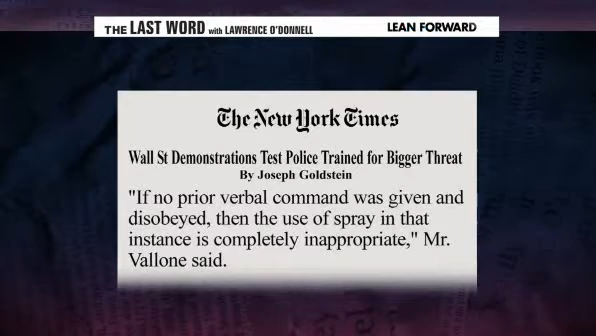 THE LAST WORD WITH LAWRENCE O'DONNELL LEAN FORWARD
The New York Times
Wall St Demonstrations Test Police Trained for Bigger Threat
By Joseph Goldstein
"If no prior verbal command was given and
disobeyed, then the use of spray in that
instance is completely inappropriate," Mr.
Vallone said.